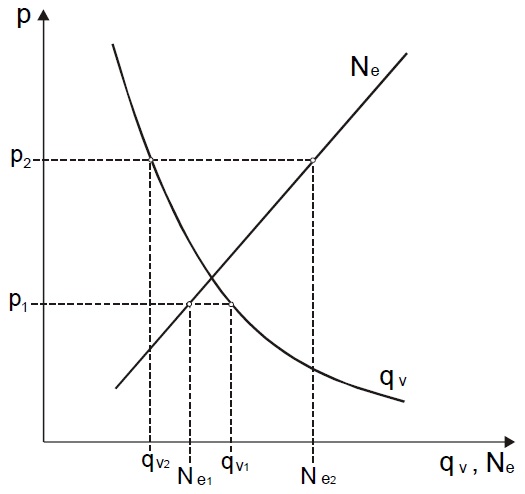 p
Nₑ
p₂
p₁
qᵥ
qᵥ₂
Nₑ₁
qᵥ₁
Nₑ₂
qᵥ , Nₑ